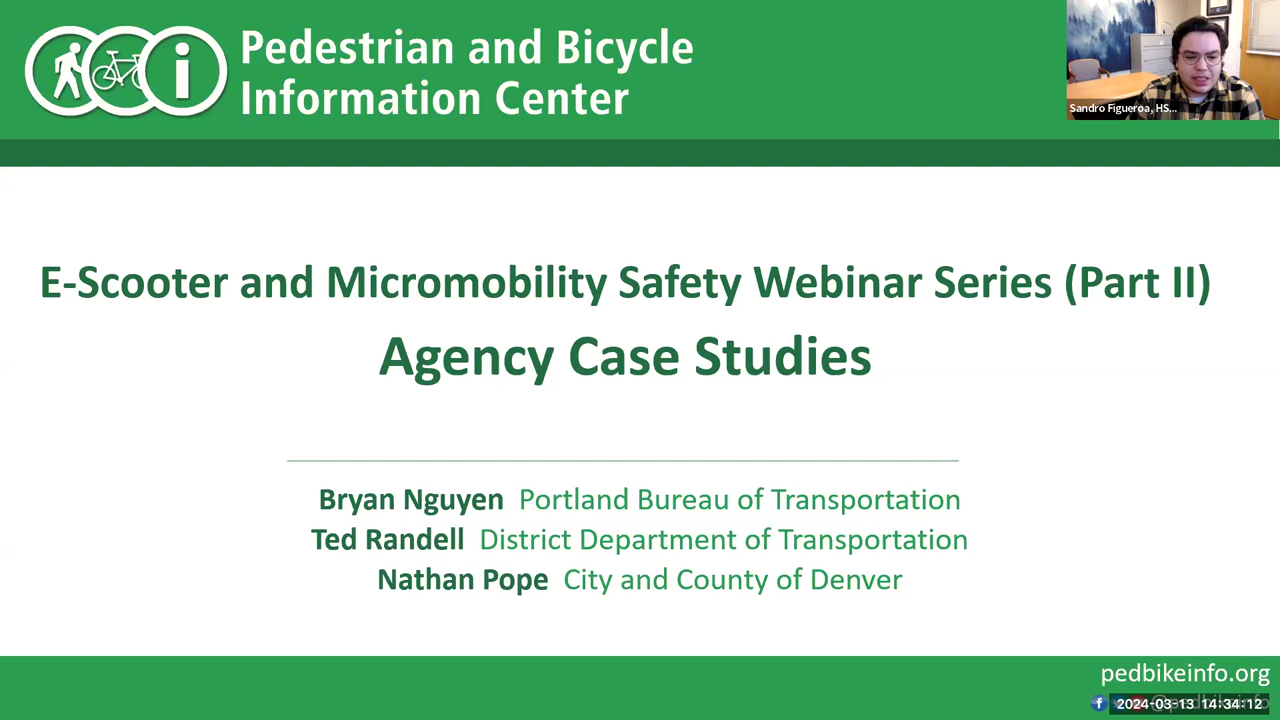 Pedestrian and Bicycle
Information Center
Sandro Figueroa, HS...
E-Scooter and Micromobility Safety Webinar Series (Part II)
Agency Case Studies
Bryan Nguyen Portland Bureau of Transportation
Ted Randell District Department of Transportation
Nathan Pope City and County of Denver
pedbikeinfo.org
2024-03-13 14:34:12